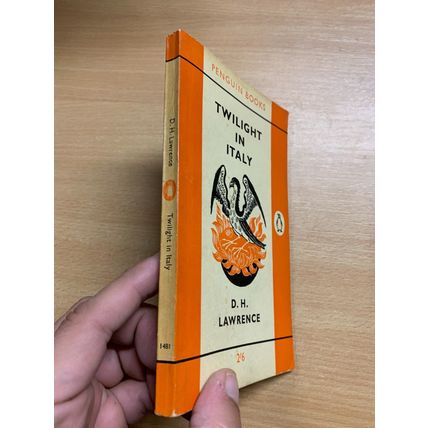 PENGUIN BOOKS
TWILIGHT
IN
ITALY
D. H.
LAWRENCE
2/6
D. H. Lawrence
Twilight in Italy
1481